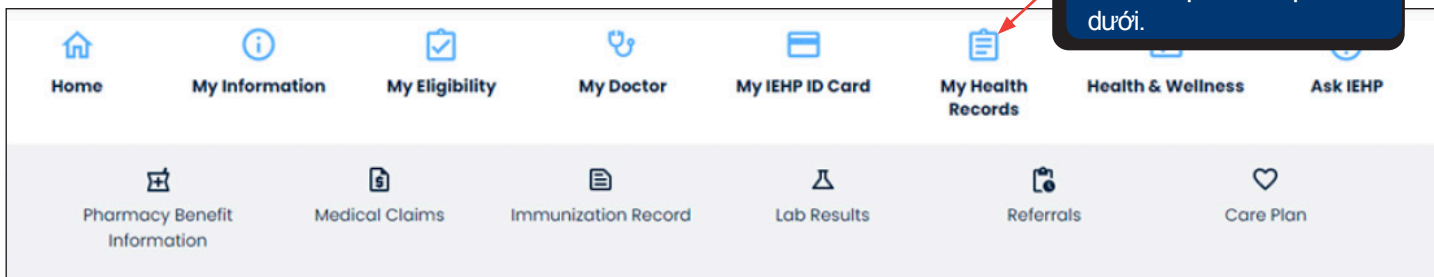 dưới.
Home My Information My Eligibility My Doctor My IEHP ID Card My Health Records Health & Wellness Ask IEHP
Pharmacy Benefit Information Medical Claims Immunization Record Lab Results Referrals Care Plan